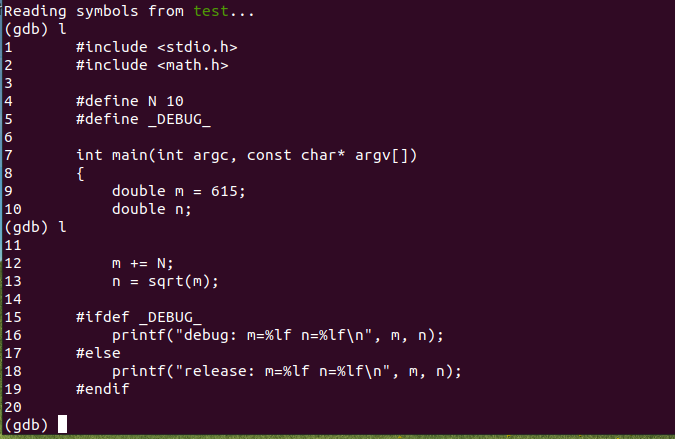 Reading symbols from test...
(gdb) l
1       #include <stdio.h>
2       #include <math.h>
3
4       #define N 10
5       #define _DEBUG_
6
7       int main(int argc, const char* argv[])
8       {
9           double m = 615;
10          double n;
(gdb) l
11
12          m += N;
13          n = sqrt(m);
14
15      #ifdef _DEBUG_
16          printf("debug: m=%lf n=%lf\n", m, n);
17      #else
18          printf("release: m=%lf n=%lf\n", m, n);
19      #endif
20
(gdb)